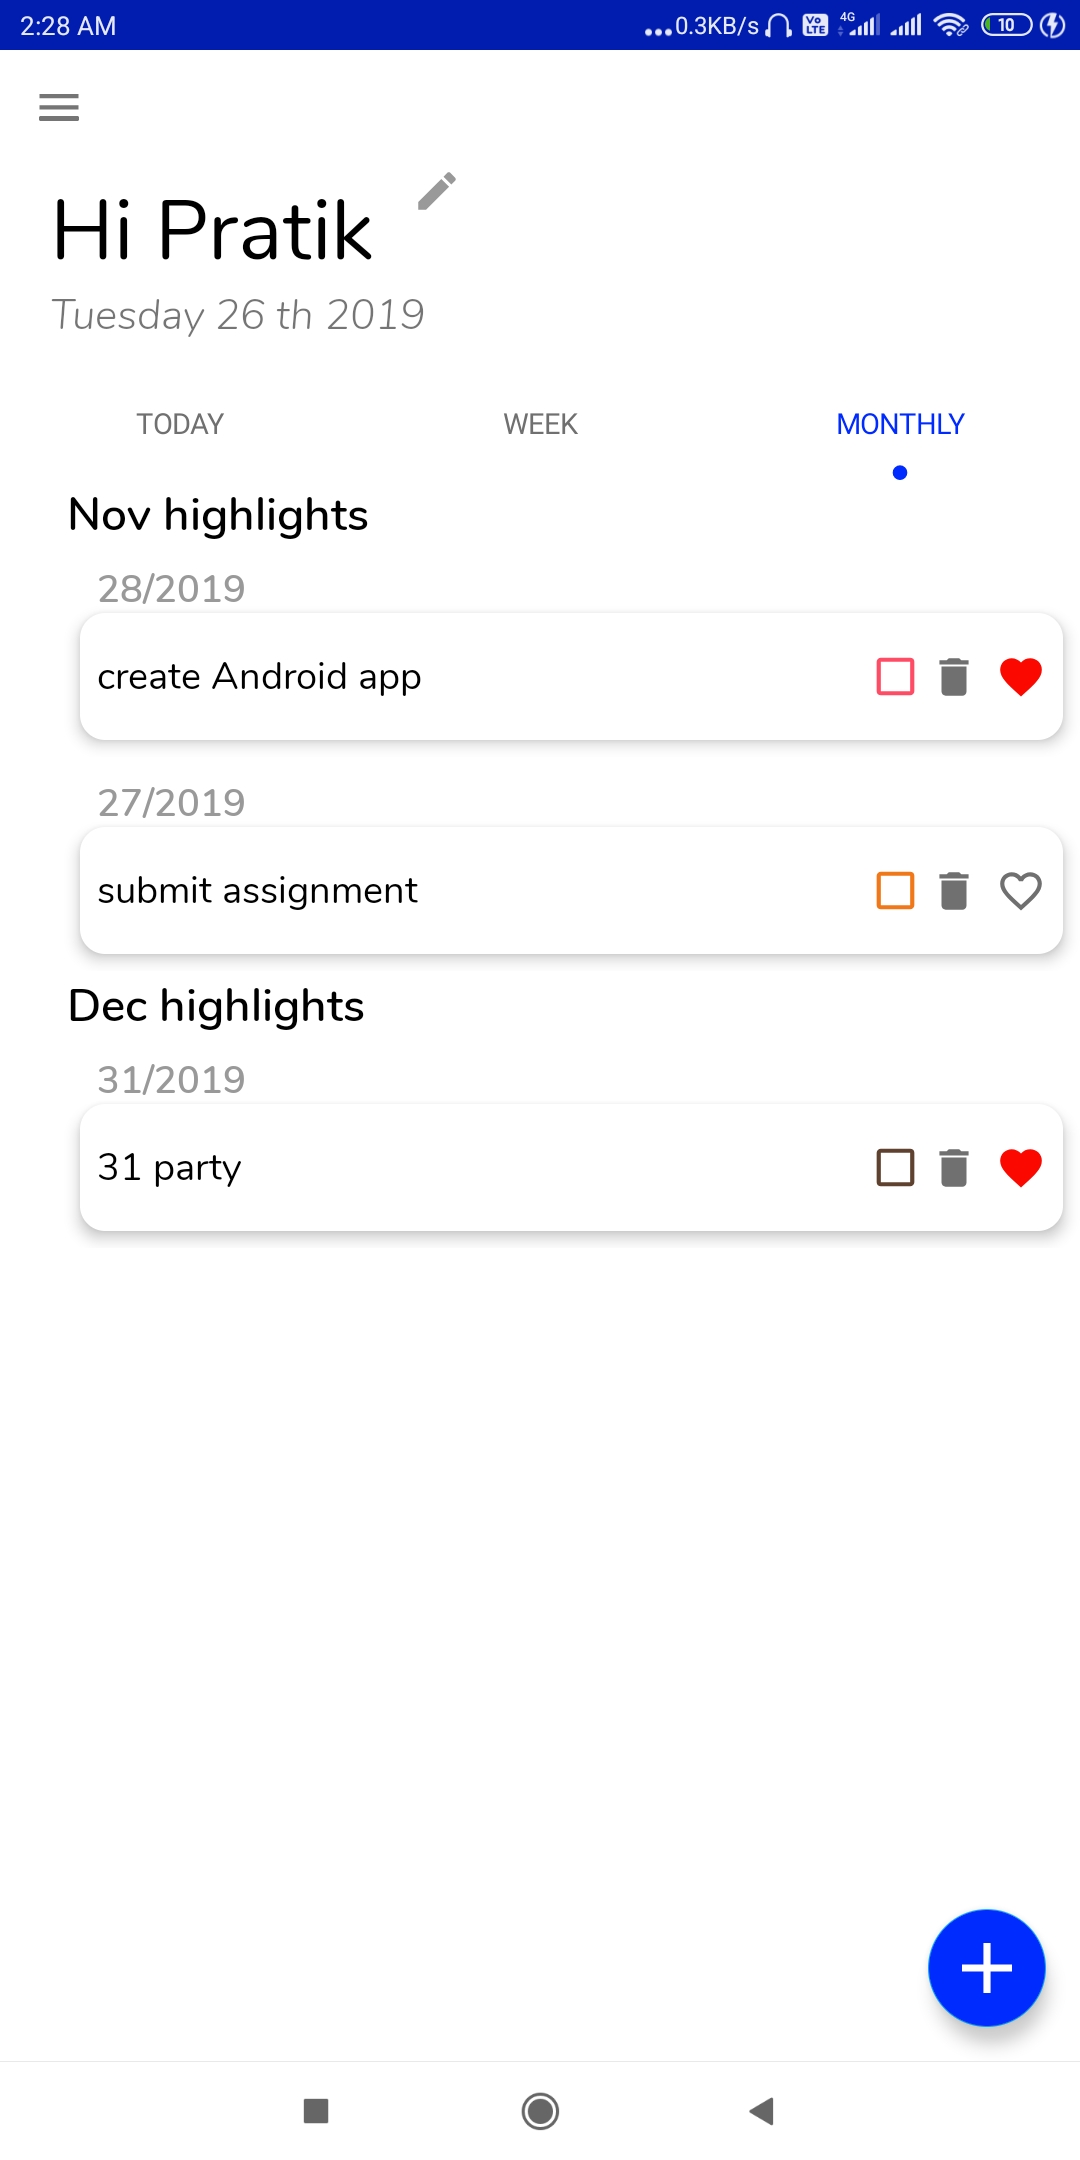 2:28 AM ...0.3KB/s Vo LTE 4G 10
Hi Pratik
Tuesday 26 th 2019
TODAY WEEK MONTHLY
Nov highlights
28/2019
create Android app
27/2019
submit assignment
Dec highlights
31/2019
31 party